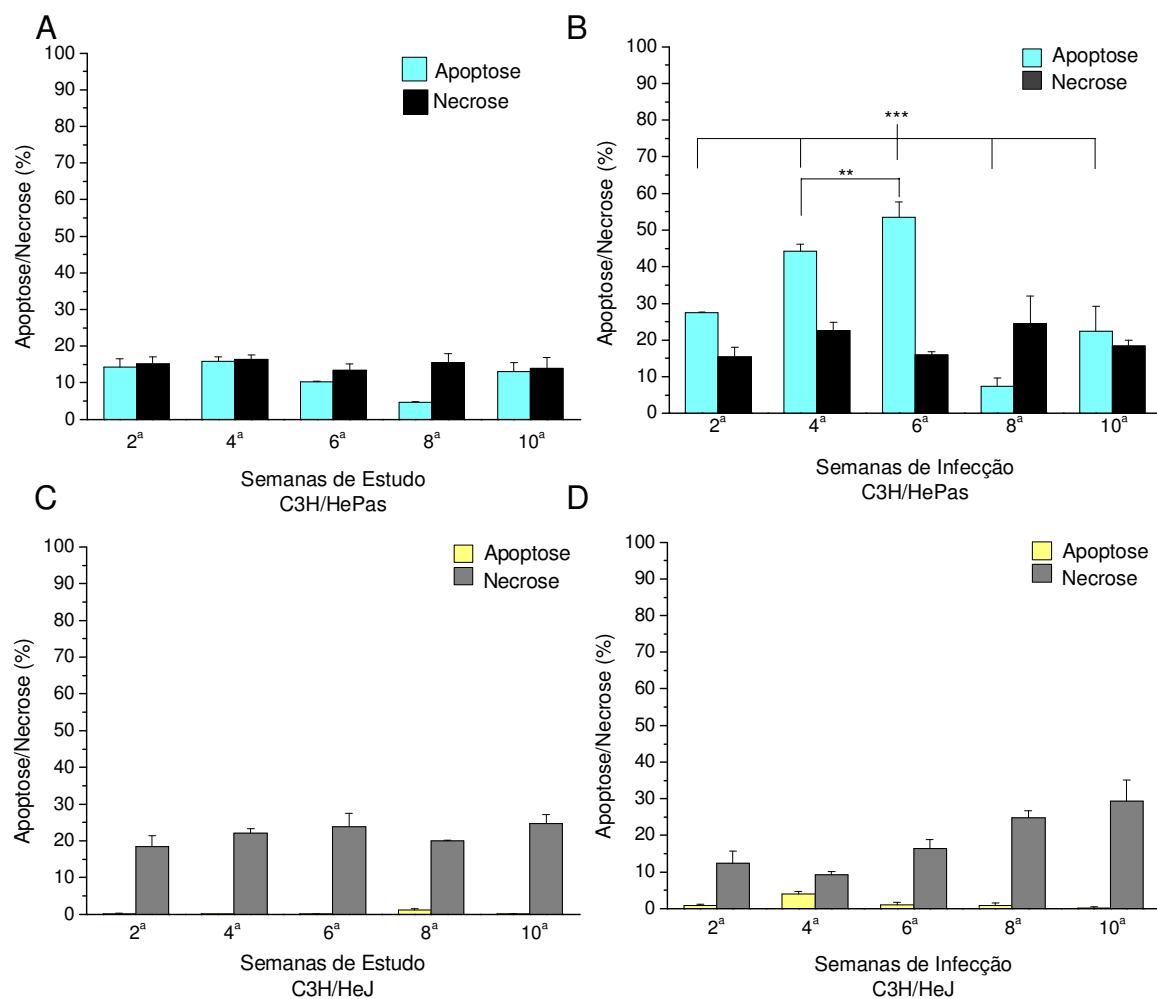 A
Apoptose/Necrose (%)
100
90
80
70
60
50
40
30
20
10
0
Apoptose
Necrose
2ª
4ª
6ª
8ª
10ª
Semanas de Estudo
C3H/HePas
B
Apoptose/Necrose (%)
100
90
80
70
60
50
40
30
20
10
0
Apoptose
Necrose
***
**
2ª
4ª
6ª
8ª
10ª
Semanas de Infecção
C3H/HePas
C
Apoptose/Necrose (%)
100
90
80
70
60
50
40
30
20
10
0
Apoptose
Necrose
2ª
4ª
6ª
8ª
10ª
Semanas de Estudo
C3H/HeJ
D
Apoptose/Necrose (%)
100
90
80
70
60
50
40
30
20
10
0
Apoptose
Necrose
2ª
4ª
6ª
8ª
10ª
Semanas de Infecção
C3H/HeJ